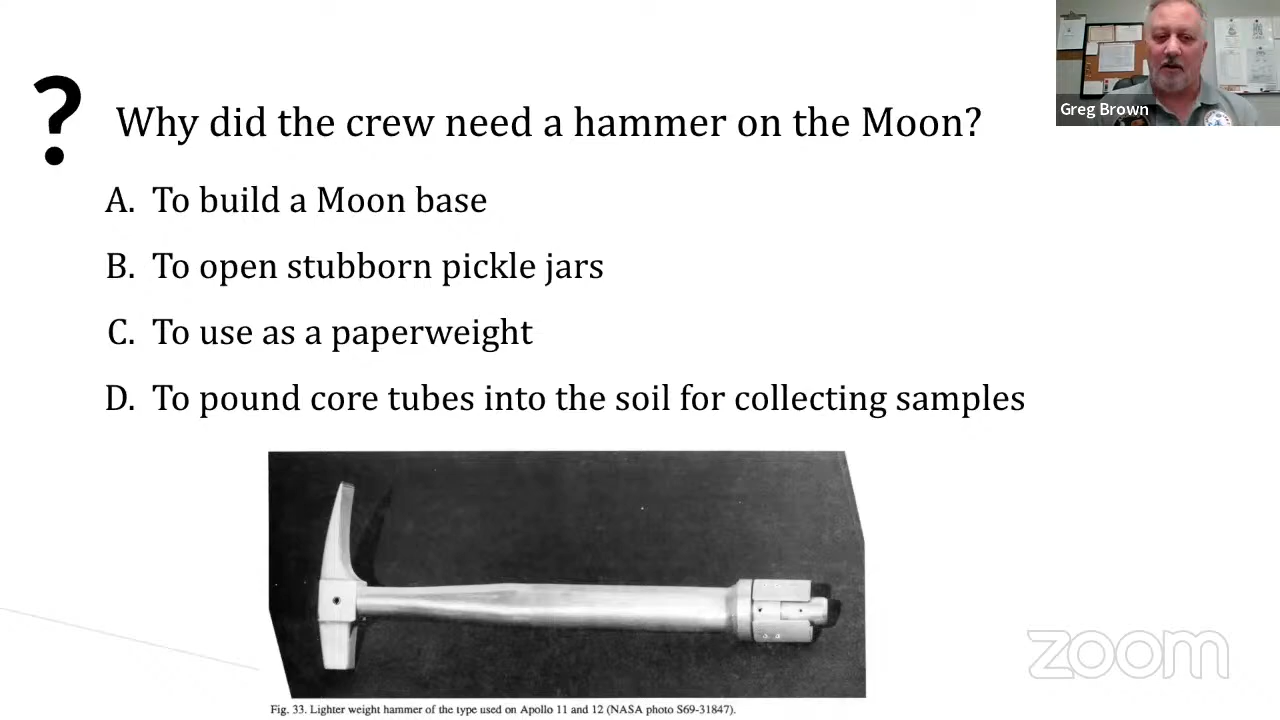 Greg Brown
? Why did the crew need a hammer on the Moon?
A. To build a Moon base
B. To open stubborn pickle jars
C. To use as a paperweight
D. To pound core tubes into the soil for collecting samples
zoom
Fig. 33. Lighter weight hammer of the type used on Apollo 11 and 12 (NASA photo S69-31847).